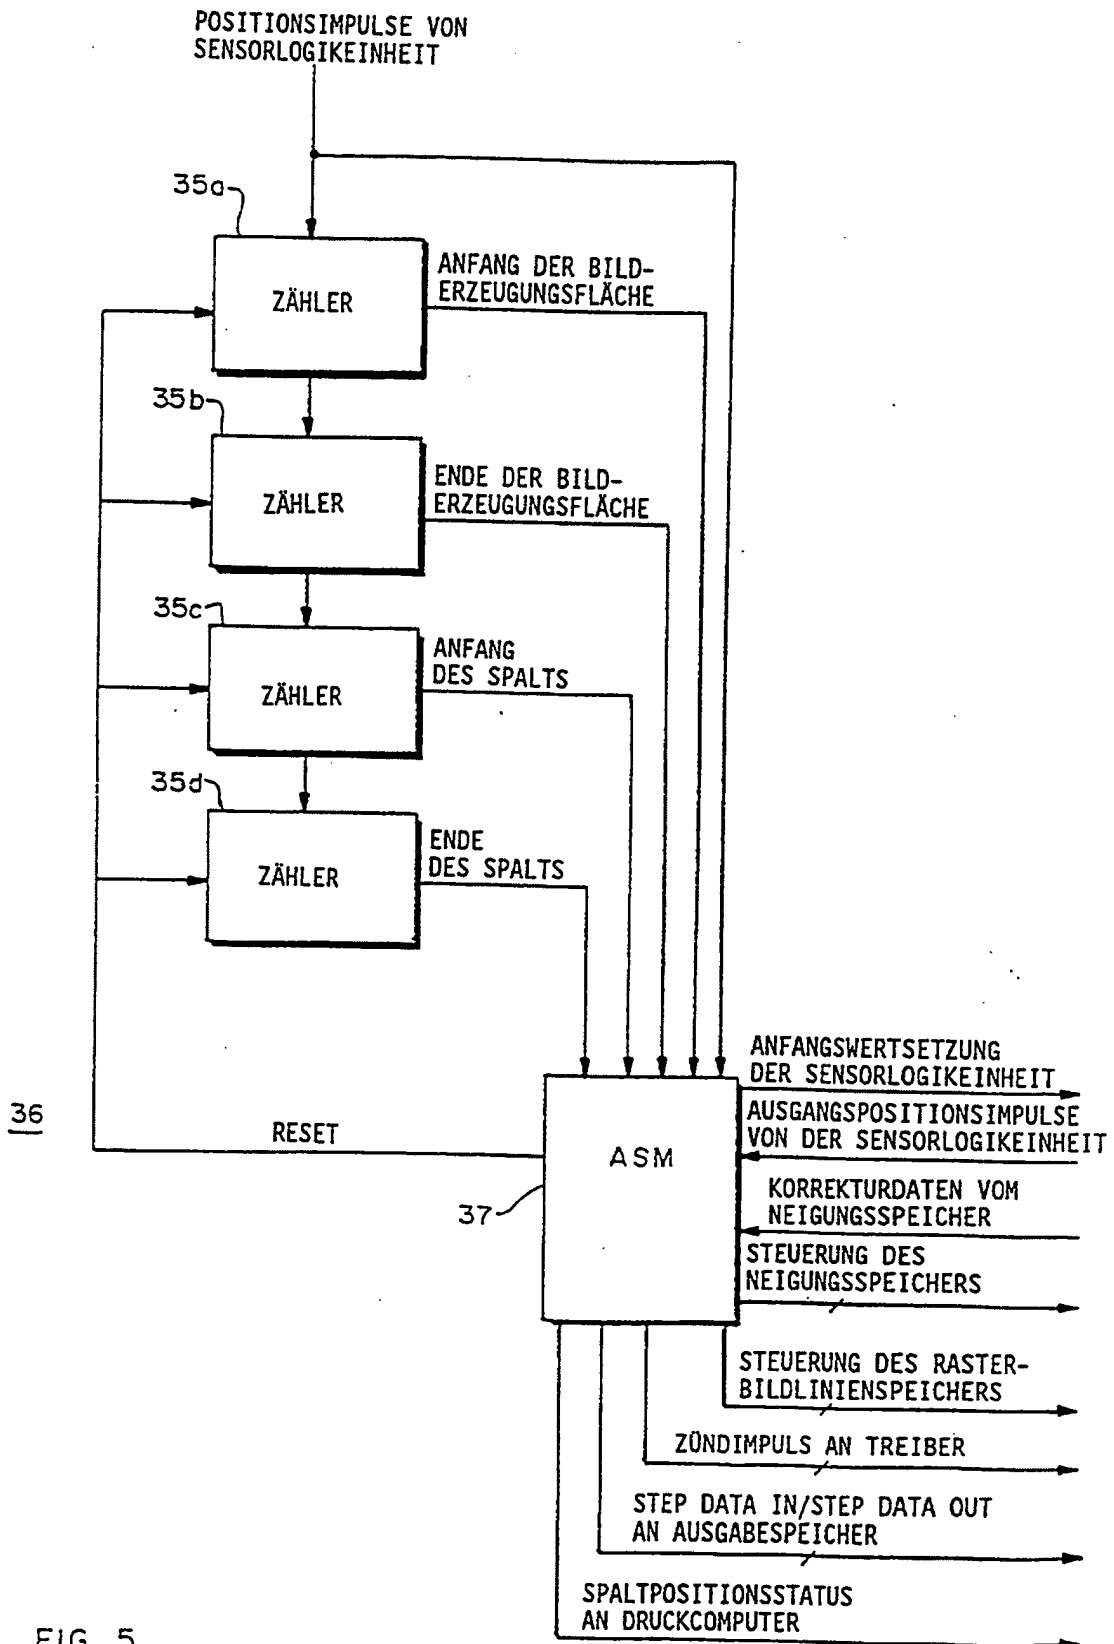 POSITIONSIMPULSE VON
SENSORLOGIKEINHEIT
35a
ZÄHLER
ANFANG DER BILD-
ERZEUGUNGSFLÄCHE
35b
ZÄHLER
ENDE DER BILD-
ERZEUGUNGSFLÄCHE
35c
ZÄHLER
ANFANG
DES SPALTS
35d
ZÄHLER
ENDE
DES SPALTS
36
RESET
ASM
37
ANFANGSWERTSETZUNG
DER SENSORLOGIKEINHEIT
AUSGANGSPOSITIONSIMPULSE
VON DER SENSORLOGIKEINHEIT
KORREKTURDATEN VOM
NEIGUNGSSPEICHER
STEUERUNG DES
NEIGUNGSSPEICHERS
STEUERUNG DES RASTER-
BILDLINIENSPEICHERS
ZÜNDIMPULS AN TREIBER
STEP DATA IN/STEP DATA OUT
AN AUSGABESPEICHER
SPALTPOSITIONSSTATUS
AN DRUCKCOMPUTER
FIG. 5